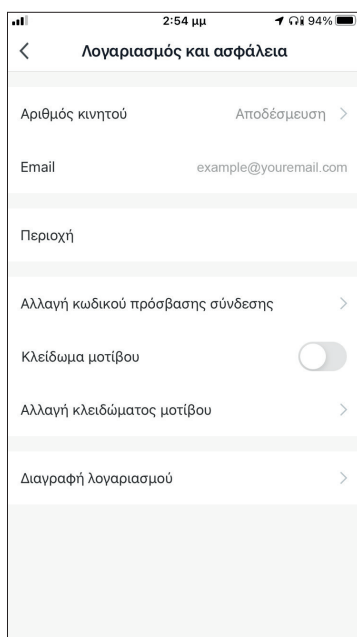 2:54 μμ 94%
Λογαριασμός και ασφάλεια
Αριθμός κινητού Αποδέσμευση
Email example@youremail.com
Περιοχή
Αλλαγή κωδικού πρόσβασης σύνδεσης
Κλείδωμα μοτίβου
Αλλαγή κλειδώματος μοτίβου
Διαγραφή λογαριασμού